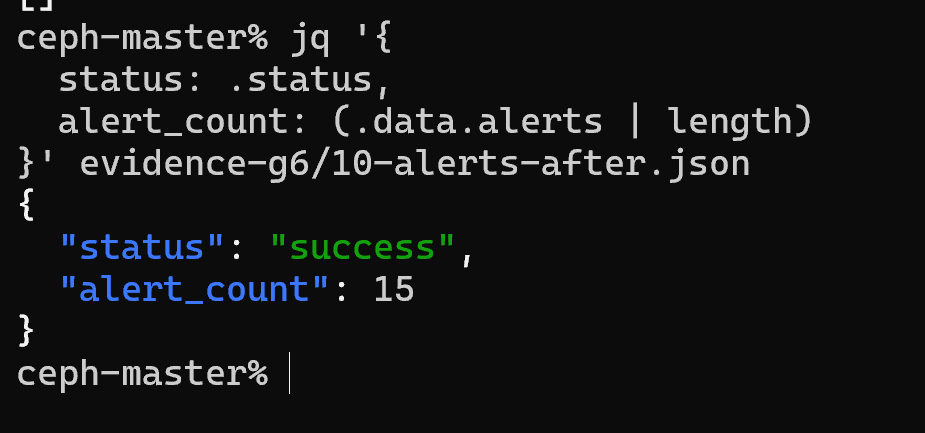 []
ceph-master% jq '{
  status: .status,
  alert_count: (.data.alerts | length)
}' evidence-g6/10-alerts-after.json
{
  "status": "success",
  "alert_count": 15
}
ceph-master%